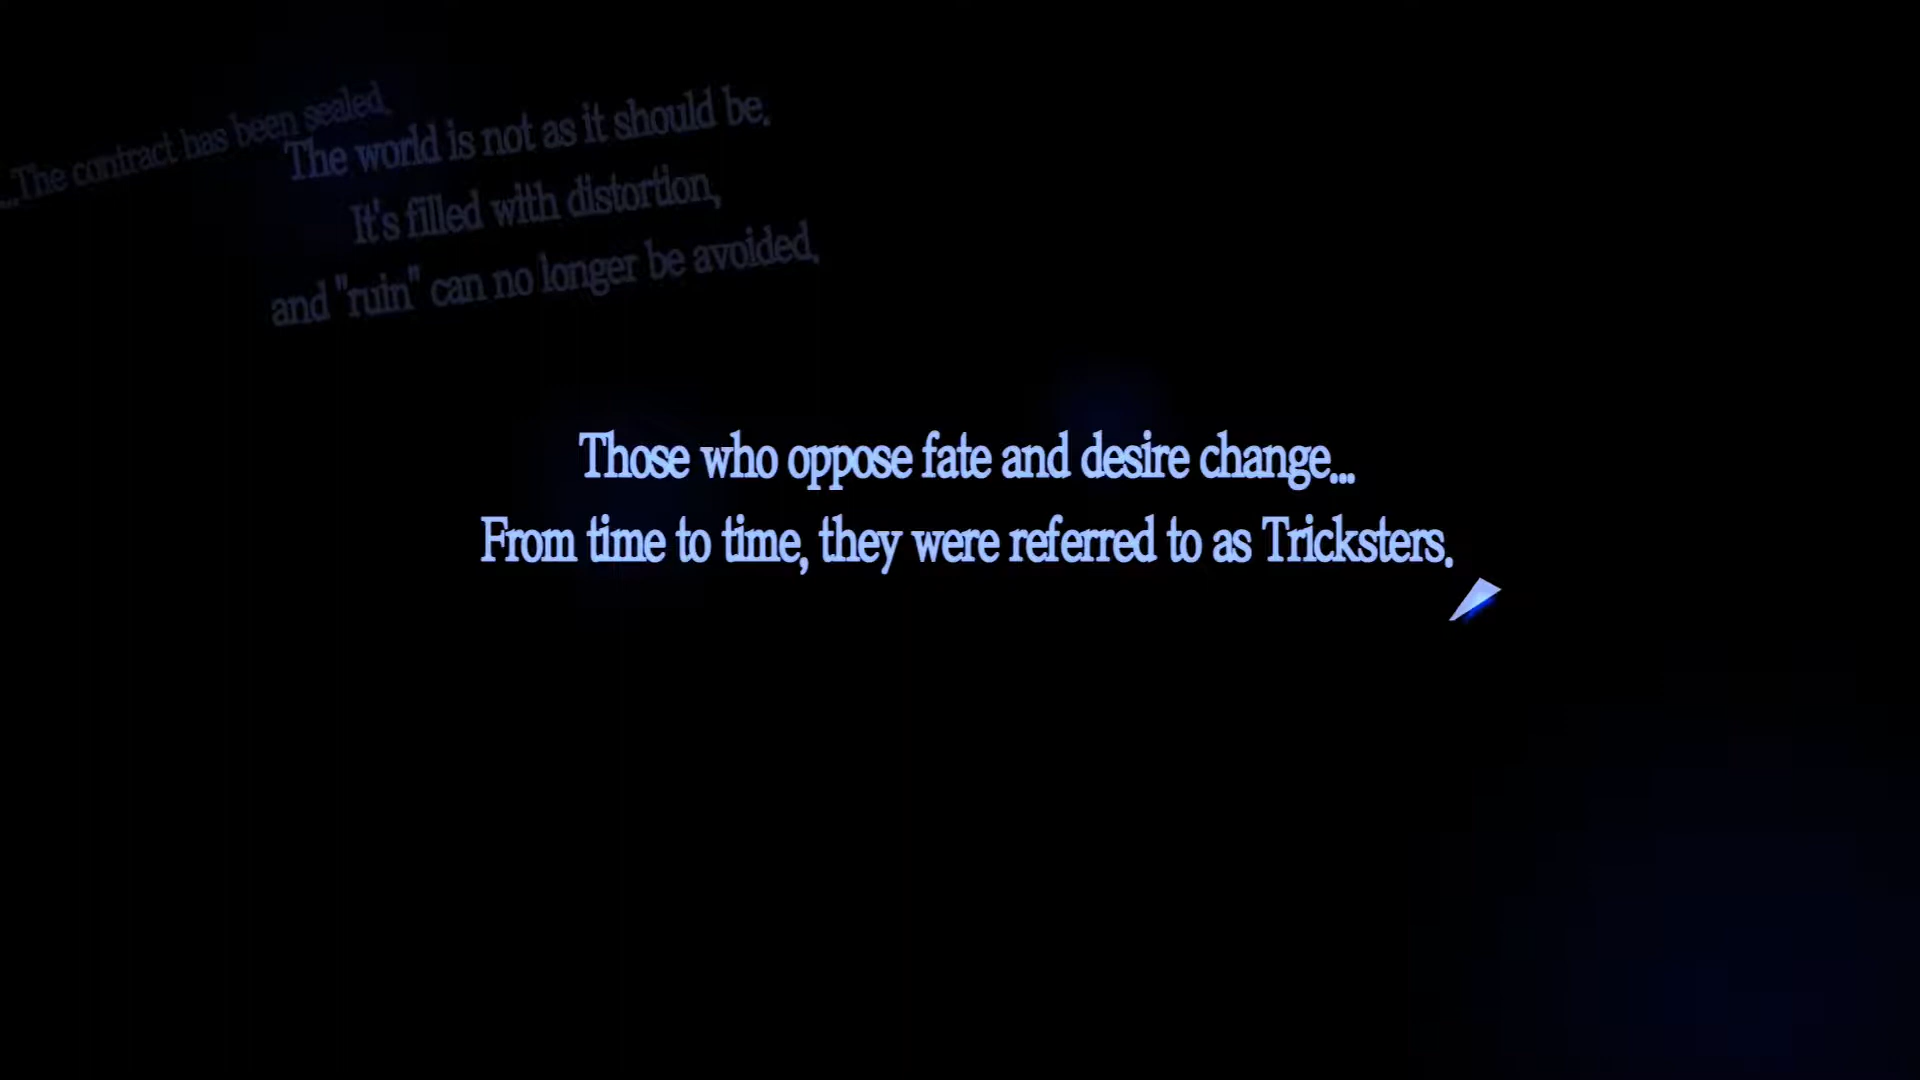 ...The contract has been sealed.
The world is not as it should be.
It's filled with distortion,
and "ruin" can no longer be avoided.
Those who oppose fate and desire change...
From time to time, they were referred to as Tricksters.